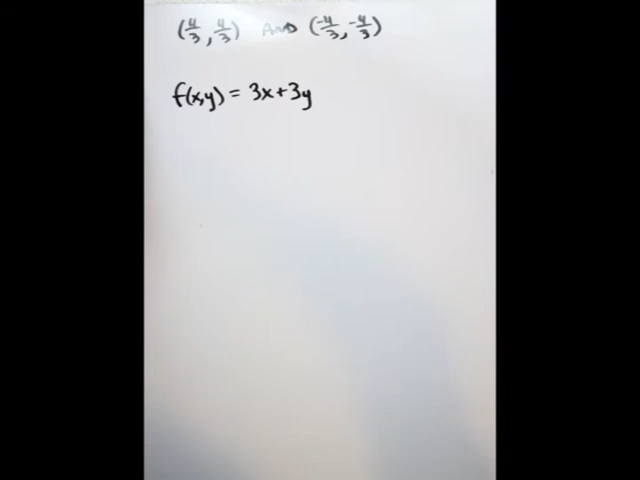 (4/3, 4/3) AND (-4/3, -4/3)
f(x,y) = 3x+3y